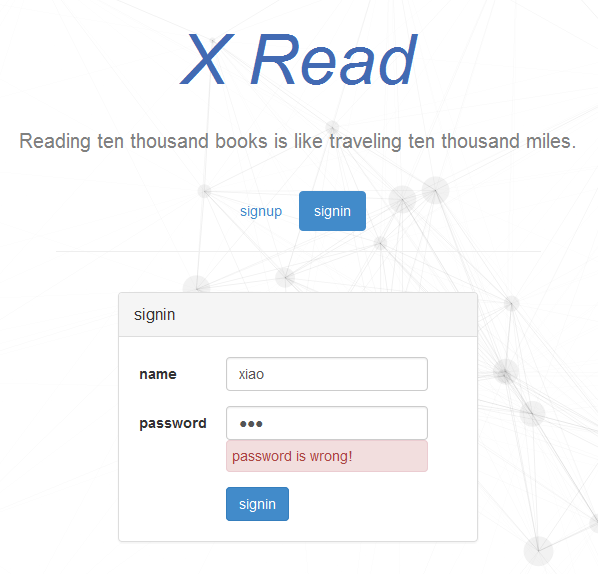 X Read
Reading ten thousand books is like traveling ten thousand miles.
signup signin
signin
name xiao
password ●●●
password is wrong!
signin